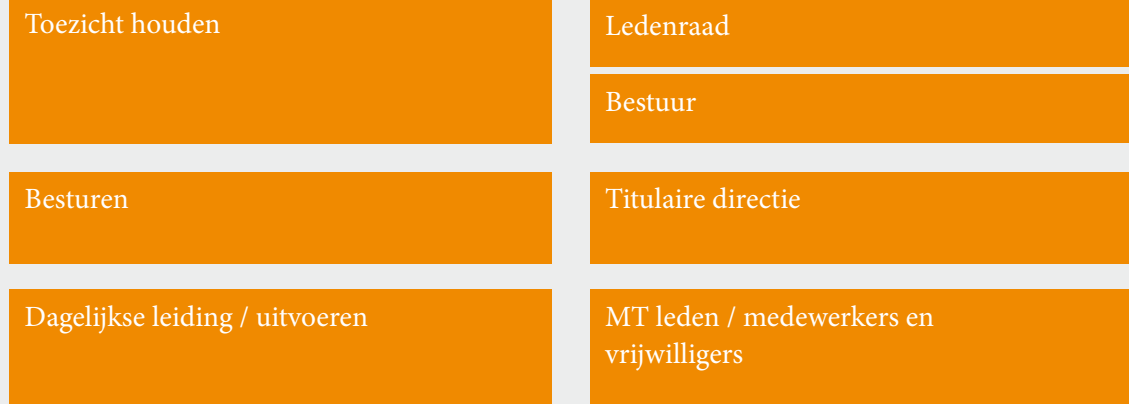 Toezicht houden
Ledenraad
Bestuur
Besturen
Titulaire directie
Dagelijkse leiding / uitvoeren
MT leden / medewerkers en
vrijwilligers